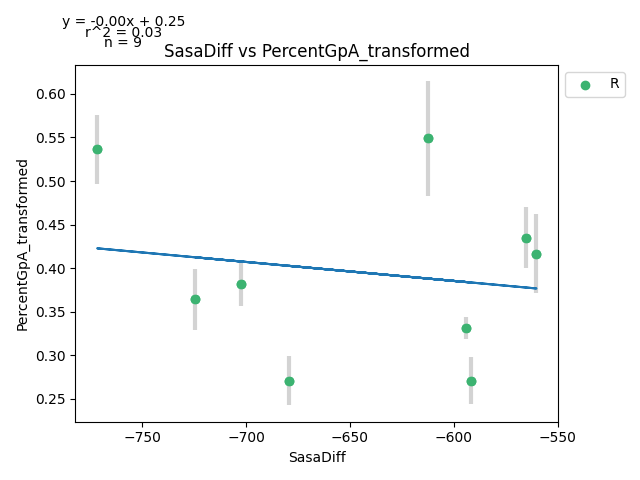 y = -0.00x + 0.25
r^2 = 0.03
n = 9
SasaDiff vs PercentGpA_transformed
R
PercentGpA_transformed
0.60
0.55
0.50
0.45
0.40
0.35
0.30
0.25
−750
−700
−650
−600
−550
SasaDiff